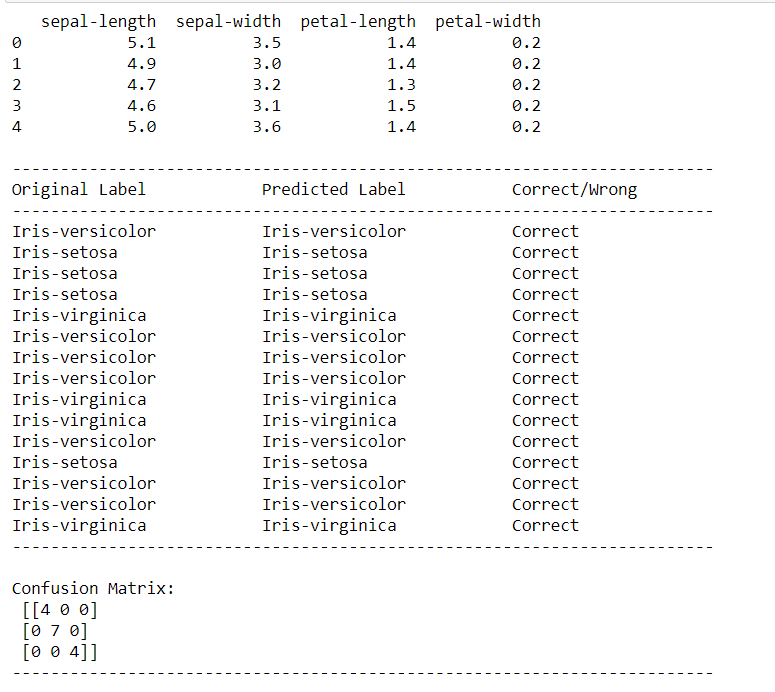 sepal-length sepal-width petal-length petal-width
0 5.1 3.5 1.4 0.2
1 4.9 3.0 1.4 0.2
2 4.7 3.2 1.3 0.2
3 4.6 3.1 1.5 0.2
4 5.0 3.6 1.4 0.2
-------------------------------------------------------------------------
Original Label Predicted Label Correct/Wrong
-------------------------------------------------------------------------
Iris-versicolor Iris-versicolor Correct
Iris-setosa Iris-setosa Correct
Iris-setosa Iris-setosa Correct
Iris-setosa Iris-setosa Correct
Iris-virginica Iris-virginica Correct
Iris-versicolor Iris-versicolor Correct
Iris-versicolor Iris-versicolor Correct
Iris-versicolor Iris-versicolor Correct
Iris-virginica Iris-virginica Correct
Iris-virginica Iris-virginica Correct
Iris-versicolor Iris-versicolor Correct
Iris-setosa Iris-setosa Correct
Iris-versicolor Iris-versicolor Correct
Iris-versicolor Iris-versicolor Correct
Iris-virginica Iris-virginica Correct
-------------------------------------------------------------------------
Confusion Matrix:
[[4 0 0]
[0 7 0]
[0 0 4]]
-------------------------------------------------------------------------